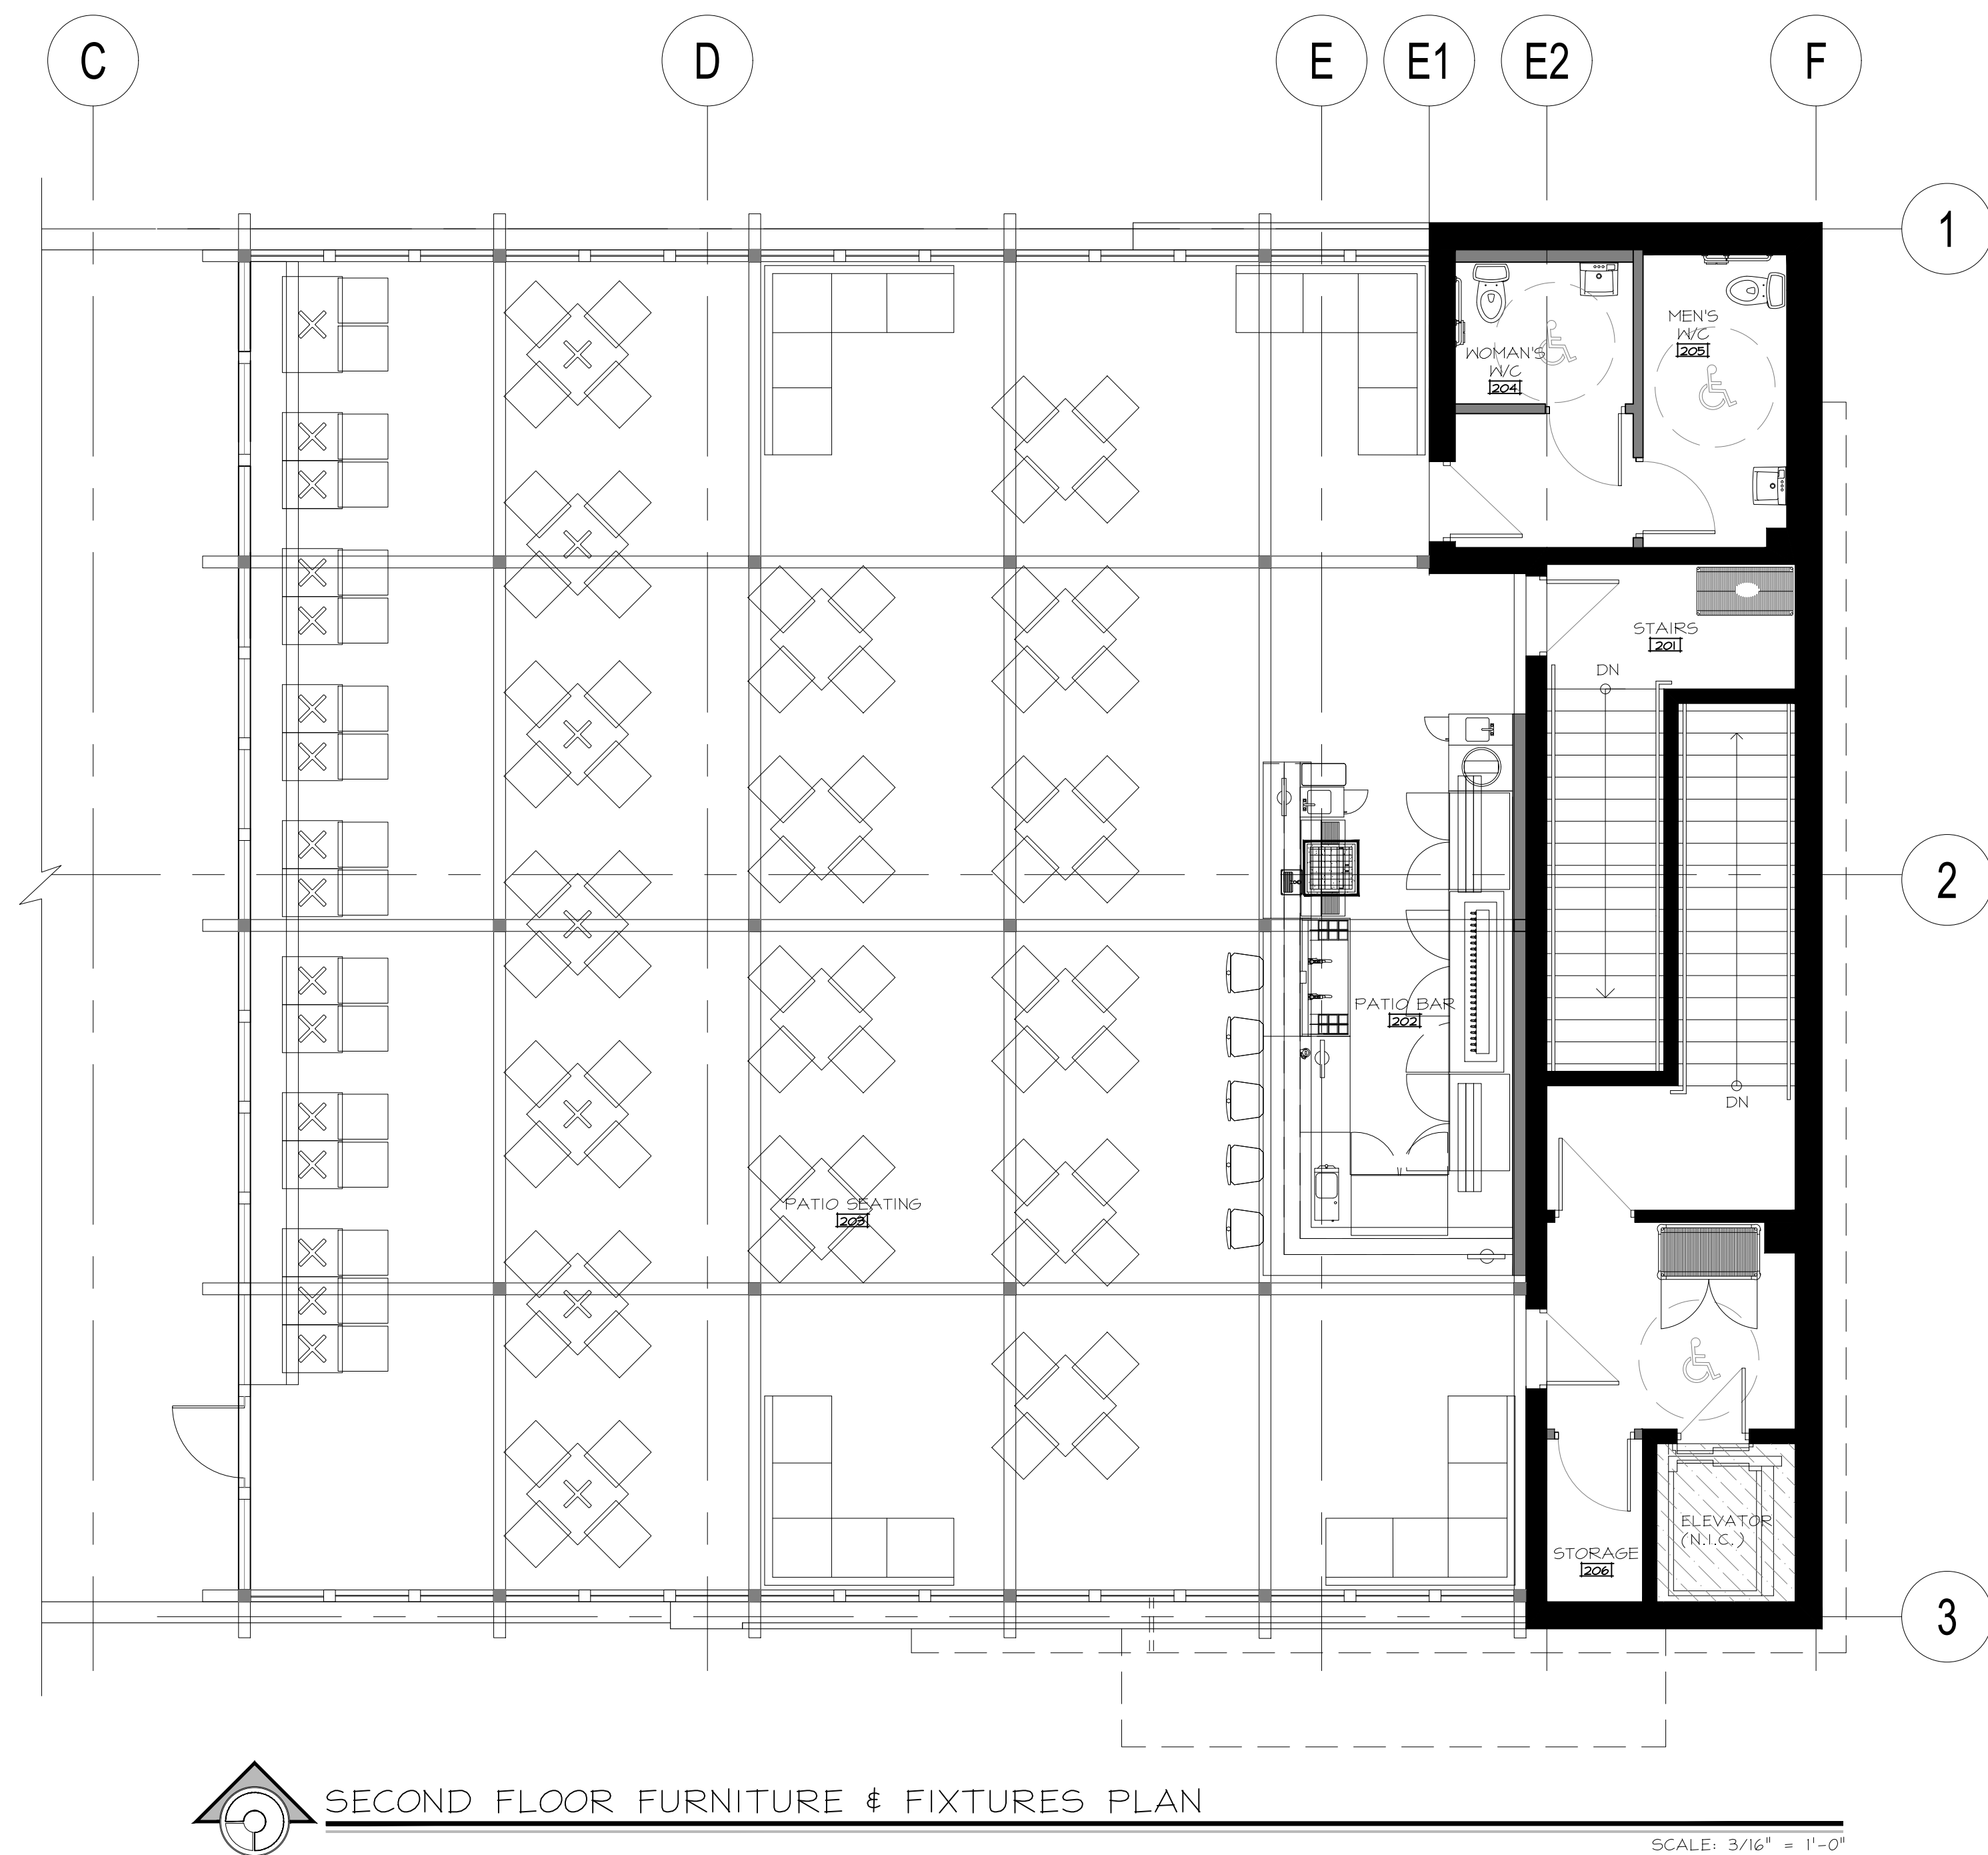 C
D
E
E1
E2
F
1
MEN'S
W/C
205
WOMAN'S
W/C
204
STAIRS
201
DN
2
PATIO BAR
202
DN
PATIO SEATING
203
ELEVATOR
(N.I.C.)
STORAGE
206
3
SECOND FLOOR FURNITURE & FIXTURES PLAN
SCALE: 3/16" = 1'-0"